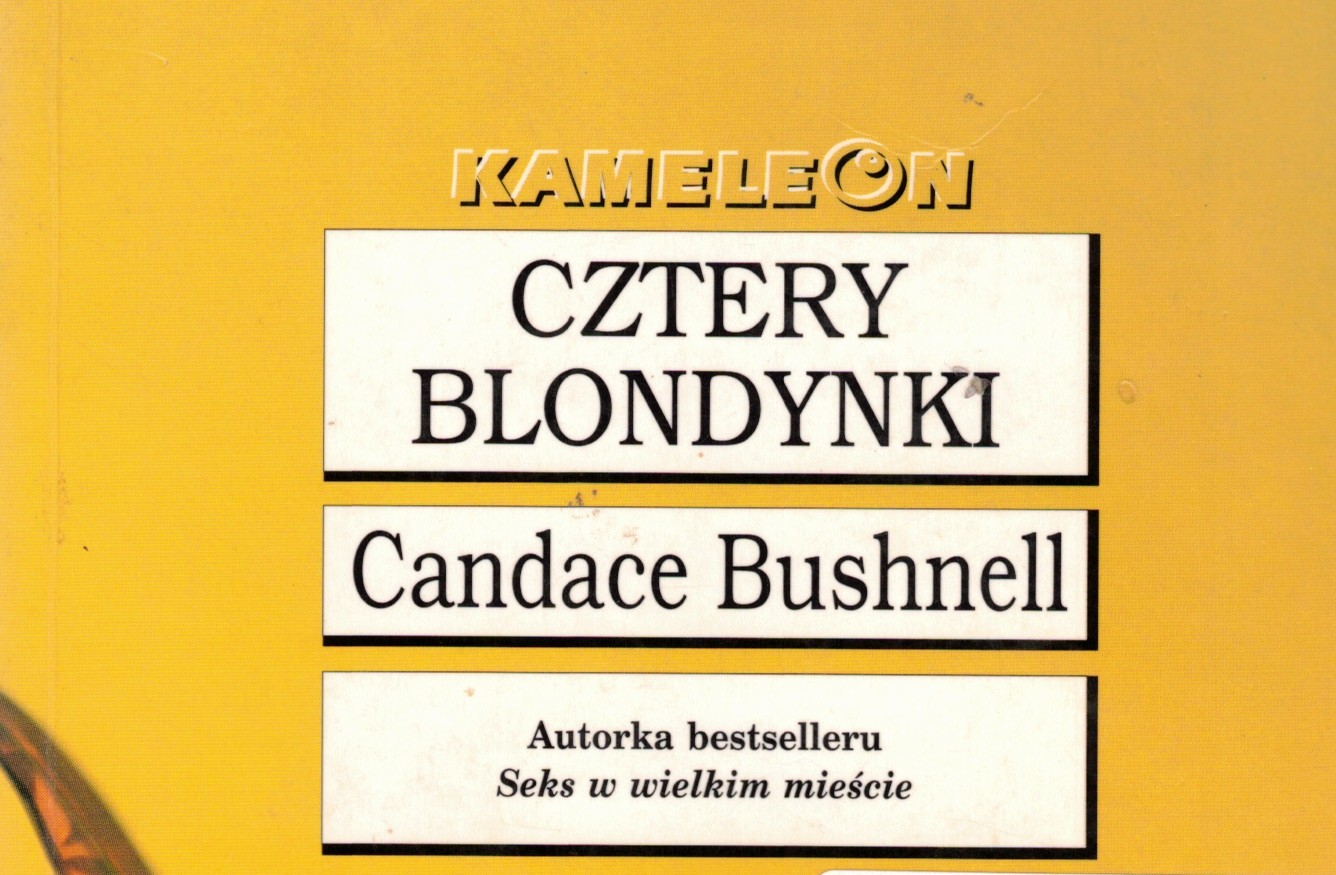 KAMELEON
CZTERY
BLONDYNKI
Candace Bushnell
Autorka bestselleru
Seks w wielkim mieście